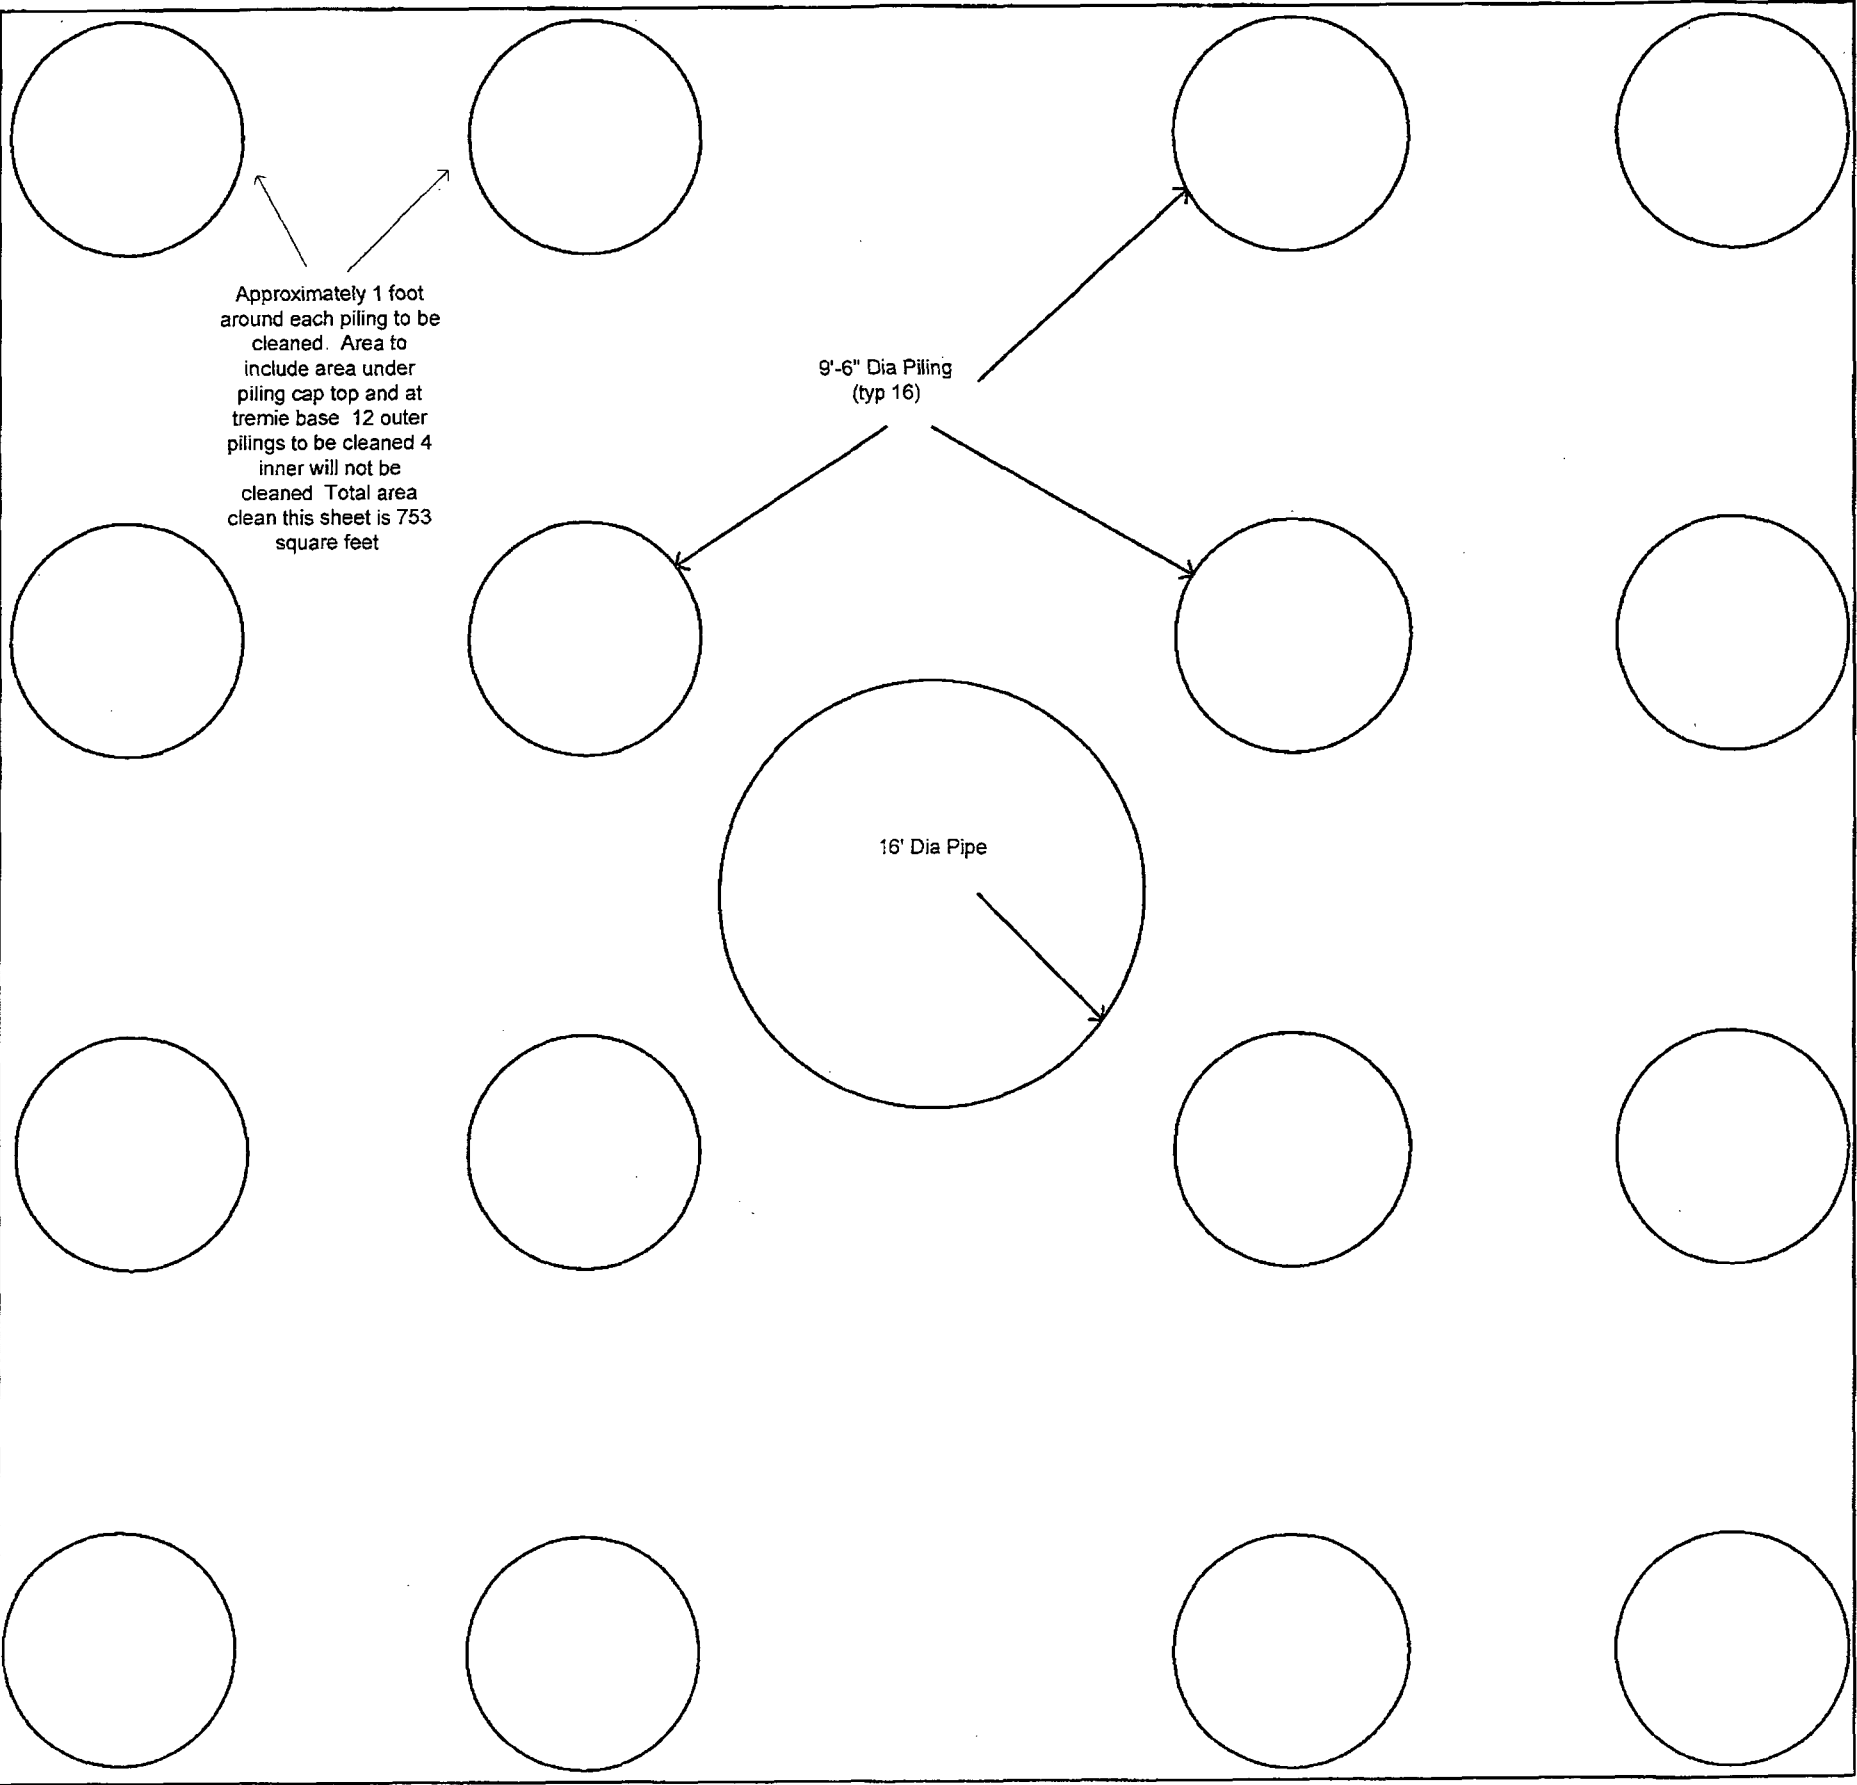 Approximately 1 foot
around each piling to be
cleaned. Area to
include area under
piling cap top and at
tremie base 12 outer
pilings to be cleaned 4
inner will not be
cleaned Total area
clean this sheet is 753
square feet
9'-6" Dia Piling
(typ 16)
16' Dia Pipe